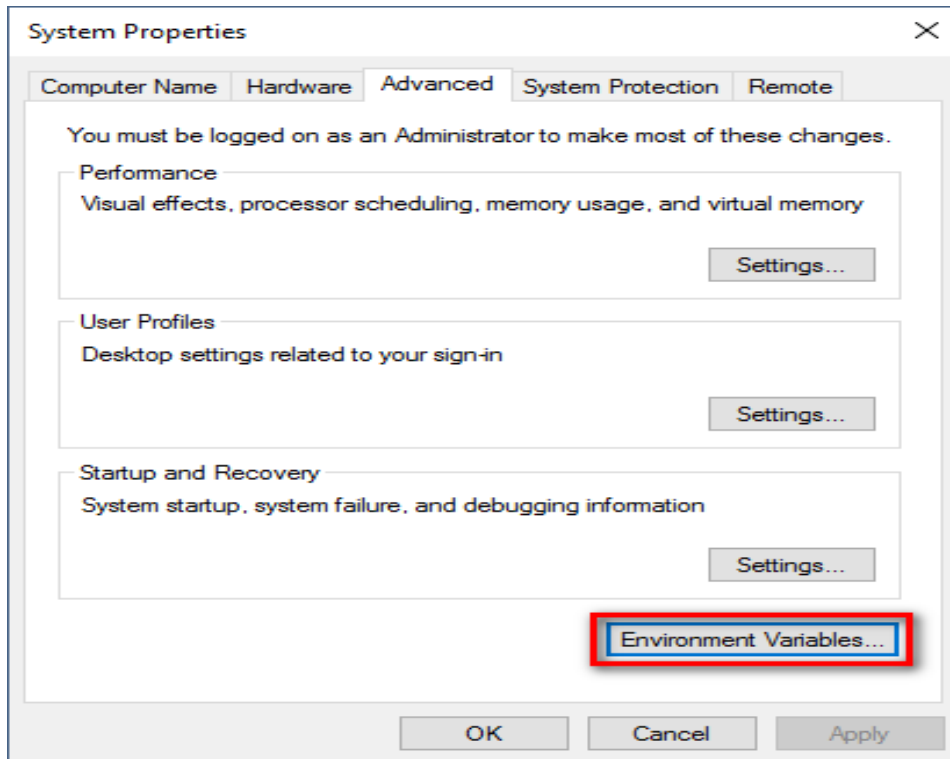 System Properties
Computer Name Hardware Advanced System Protection Remote
You must be logged on as an Administrator to make most of these changes.
Performance
Visual effects, processor scheduling, memory usage, and virtual memory
Settings...
User Profiles
Desktop settings related to your sign-in
Settings...
Startup and Recovery
System startup, system failure, and debugging information
Settings...
Environment Variables...
OK Cancel Apply